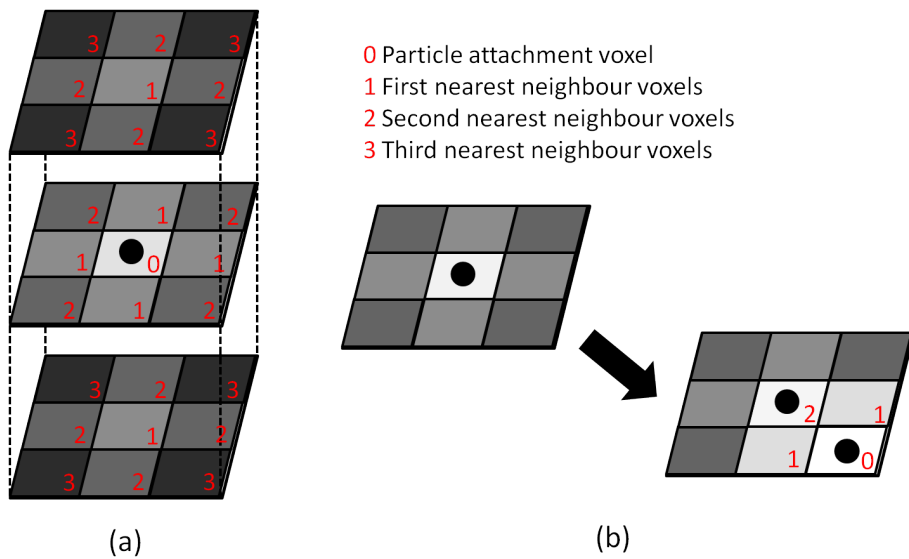 3 2 3
2 1 2
3 2 3
2 1 2
1 0 1
2 1 2
3 2 3
2 1 2
3 2 3
(a)
0 Particle attachment voxel
1 First nearest neighbour voxels
2 Second nearest neighbour voxels
3 Third nearest neighbour voxels
2 1
1 0
(b)